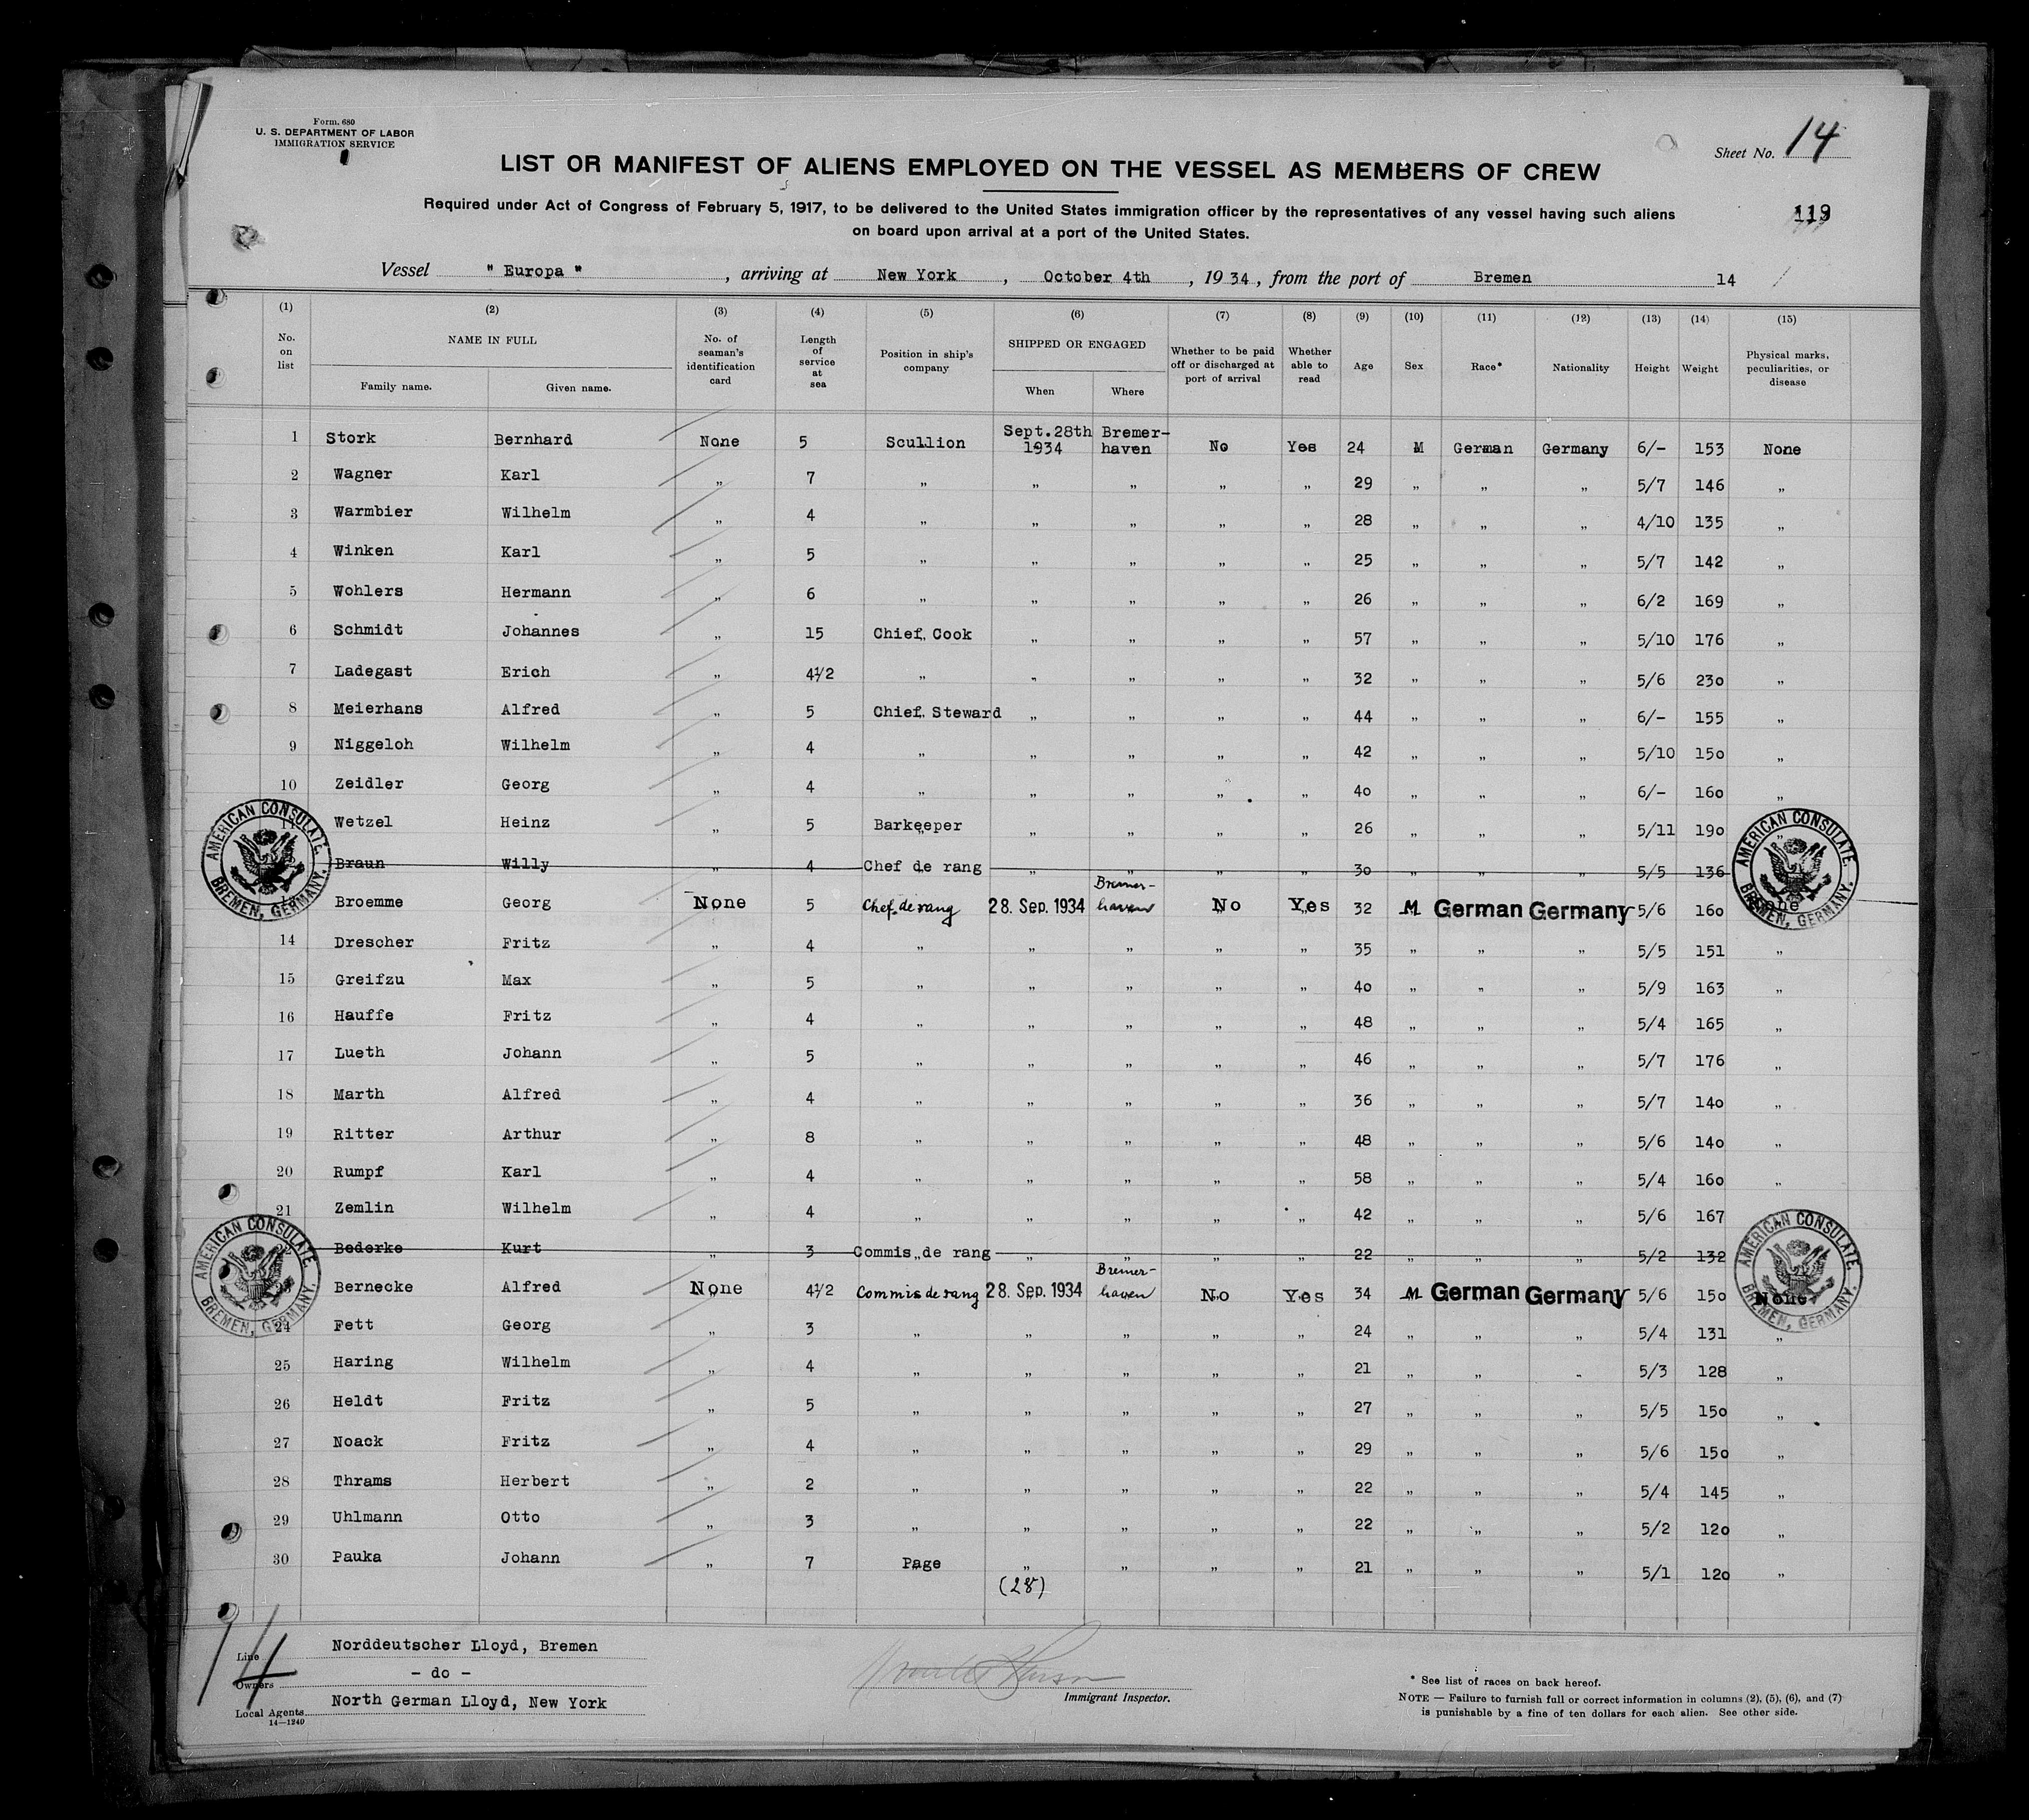 Form. 680
U. S. DEPARTMENT OF LABOR
IMMIGRATION SERVICE
Sheet No. 14
LIST OR MANIFEST OF ALIENS EMPLOYED ON THE VESSEL AS MEMBERS OF CREW
119
Required under Act of Congress of February 5, 1917, to be delivered to the United States immigration officer by the representatives of any vessel having such aliens
on board upon arrival at a port of the United States.
Vessel " Europa " , arriving at New York , October 4th , 19 34 , from the port of Bremen 14
(1) (2) (3) (4) (5) (6) (7) (8) (9) (10) (11) (12) (13) (14) (15)
No. on list NAME IN FULL Family name. Given name. No. of seaman's identification card Length of service at sea Position in ship's company SHIPPED OR ENGAGED When Where Whether to be paid off or discharged at port of arrival Whether able to read Age Sex Race* Nationality Height Weight Physical marks, peculiarities, or disease
1 Stork Bernhard None 5 Scullion Sept.28th 1934 Bremer-haven No Yes 24 M German Germany 6/- 153 None
2 Wagner Karl „ 7 „ „ „ „ „ 29 „ „ „ 5/7 146 „
3 Warmbier Wilhelm „ 4 „ „ „ „ „ 28 „ „ „ 4/10 135 „
4 Winken Karl „ 5 „ „ „ „ „ 25 „ „ „ 5/7 142 „
5 Wohlers Hermann „ 6 „ „ „ „ „ 26 „ „ „ 6/2 169 „
6 Schmidt Johannes „ 15 Chief Cook „ „ „ „ 57 „ „ „ 5/10 176 „
7 Ladegast Erich „ 4½ „ „ „ „ „ 32 „ „ „ 5/6 230 „
8 Meierhans Alfred „ 5 Chief Steward „ „ „ „ 44 „ „ „ 6/- 155 „
9 Niggeloh Wilhelm „ 4 „ „ „ „ „ 42 „ „ „ 5/10 150 „
10 Zeidler Georg „ 4 „ „ „ „ „ 40 „ „ „ 6/- 160 „
11 Wetzel Heinz „ 5 Barkeeper „ „ „ „ 26 „ „ „ 5/11 190 „
Braun Willy „ 4 Chef de rang „ „ „ „ 30 „ „ „ 5/5 136
Broemme Georg None 5 Chef de rang 28. Sep. 1934 Bremer-haven No Yes 32 M German Germany 5/6 160 None
14 Drescher Fritz „ 4 „ „ „ „ „ 35 „ „ „ 5/5 151 „
15 Greifzu Max „ 5 „ „ „ „ „ 40 „ „ „ 5/9 163 „
16 Hauffe Fritz „ 4 „ „ „ „ „ 48 „ „ „ 5/4 165 „
17 Lueth Johann „ 5 „ „ „ „ „ 46 „ „ „ 5/7 176 „
18 Marth Alfred „ 4 „ „ „ „ „ 36 „ „ „ 5/7 140 „
19 Ritter Arthur „ 8 „ „ „ „ „ 48 „ „ „ 5/6 140 „
20 Rumpf Karl „ 4 „ „ „ „ „ 58 „ „ „ 5/4 160 „
21 Zemlin Wilhelm „ 4 „ „ „ „ „ 42 „ „ „ 5/6 167
22 Bederke Kurt „ 3 Commis de rang „ „ „ „ 22 „ „ „ 5/2 132
23 Bernecke Alfred None 4½ Commis de rang 28. Sep. 1934 Bremer-haven No Yes 34 M German Germany 5/6 150 None
24 Fett Georg „ 3 „ „ „ „ „ 24 „ „ „ 5/4 131 „
25 Haring Wilhelm „ 4 „ „ „ „ „ 21 „ „ „ 5/3 128 „
26 Heldt Fritz „ 5 „ „ „ „ „ 27 „ „ „ 5/5 150 „
27 Noack Fritz „ 4 „ „ „ „ „ 29 „ „ „ 5/6 150 „
28 Thrams Herbert „ 2 „ „ „ „ „ 22 „ „ „ 5/4 145 „
29 Uhlmann Otto „ 3 „ „ „ „ „ 22 „ „ „ 5/2 120 „
30 Pauka Johann „ 7 Page „ „ „ „ 21 „ „ „ 5/1 120 „
(28)
AMERICAN CONSULATE. BREMEN, GERMANY.
AMERICAN CONSULATE. BREMEN, GERMANY.
AMERICAN CONSULATE. BREMEN, GERMANY.
AMERICAN CONSULATE. BREMEN, GERMANY.
14
Line Norddeutscher Lloyd, Bremen
Owners - do -
Local Agents North German Lloyd, New York
14—1240
Immigrant Inspector.
* See list of races on back hereof.
NOTE — Failure to furnish full or correct information in columns (2), (5), (6), and (7)
is punishable by a fine of ten dollars for each alien. See other side.